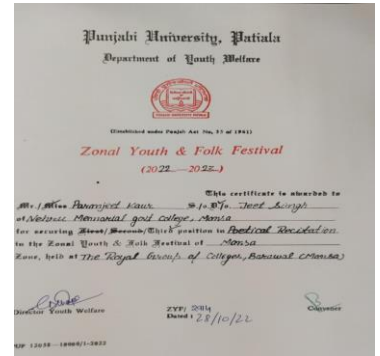 Punjabi University, Patiala
Department of Youth Welfare
(Established under Punjab Act No. 35 of 1961)
Zonal Youth & Folk Festival
(2022 - 2022)
This certificate is awarded to
Mr./Miss Paramjeet Kaur S/o D/o Jeet Singh
of Nehru Memorial govt college, Mansa
for securing First/Second/Third position in Poetical Recitation
in the Zonal Youth & Folk Festival of Mansa
Zone, held at The Royal Group of Colleges, Borawal (Mansa)
Director Youth Welfare
ZYF/
Dated : 28/10/22
Convener